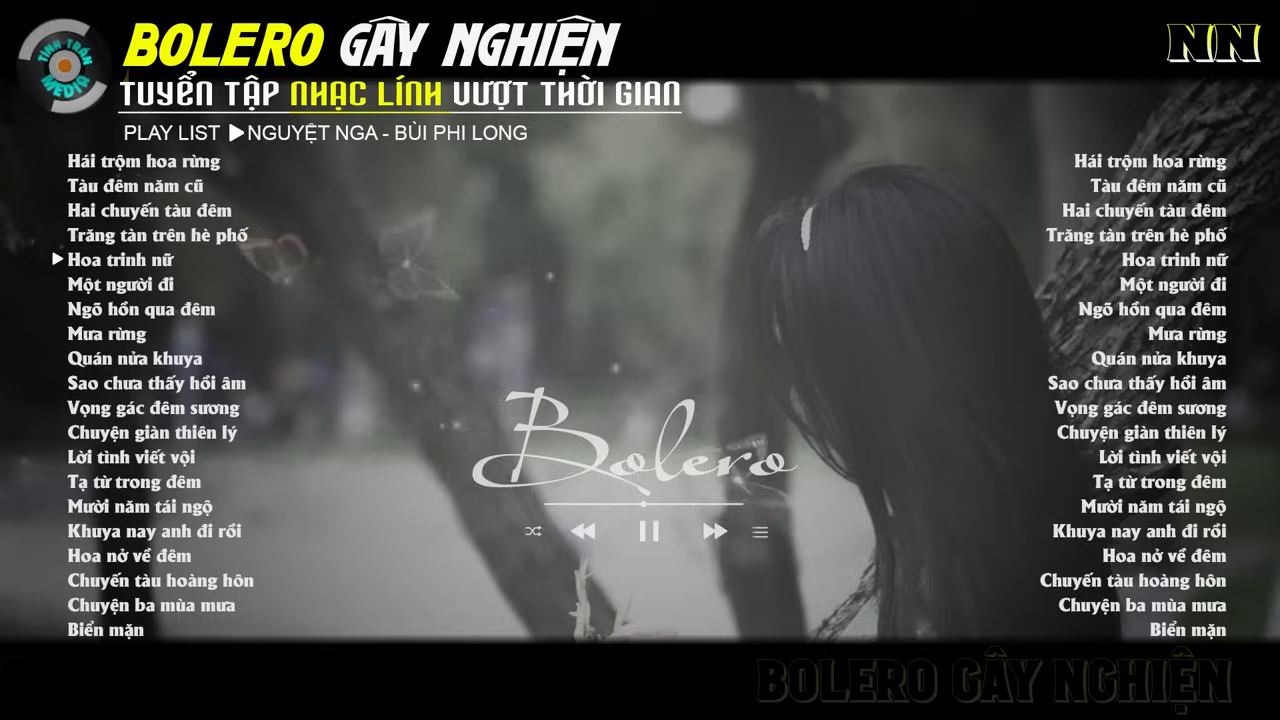 TÌNH TRẦN
MEDIA
BOLERO GÂY NGHIỆN
TUYỂN TẬP NHẠC LÍNH VƯỢT THỜI GIAN
PLAY LIST ▶NGUYỆT NGA - BÙI PHI LONG
NN
Hái trộm hoa rừng
Tàu đêm năm cũ
Hai chuyến tàu đêm
Trăng tàn trên hè phố
Hoa trinh nữ
Một người đi
Ngõ hồn qua đêm
Mưa rừng
Quán nửa khuya
Sao chưa thấy hồi âm
Vọng gác đêm sương
Chuyện giàn thiên lý
Lời tình viết vội
Tạ từ trong đêm
Mười năm tái ngộ
Khuya nay anh đi rồi
Hoa nở về đêm
Chuyến tàu hoàng hôn
Chuyện ba mùa mưa
Biển mặn
Bolero
Hái trộm hoa rừng
Tàu đêm năm cũ
Hai chuyến tàu đêm
Trăng tàn trên hè phố
Hoa trinh nữ
Một người đi
Ngõ hồn qua đêm
Mưa rừng
Quán nửa khuya
Sao chưa thấy hồi âm
Vọng gác đêm sương
Chuyện giàn thiên lý
Lời tình viết vội
Tạ từ trong đêm
Mười năm tái ngộ
Khuya nay anh đi rồi
Hoa nở về đêm
Chuyến tàu hoàng hôn
Chuyện ba mùa mưa
Biển mặn
BOLERO GÂY NGHIỆN